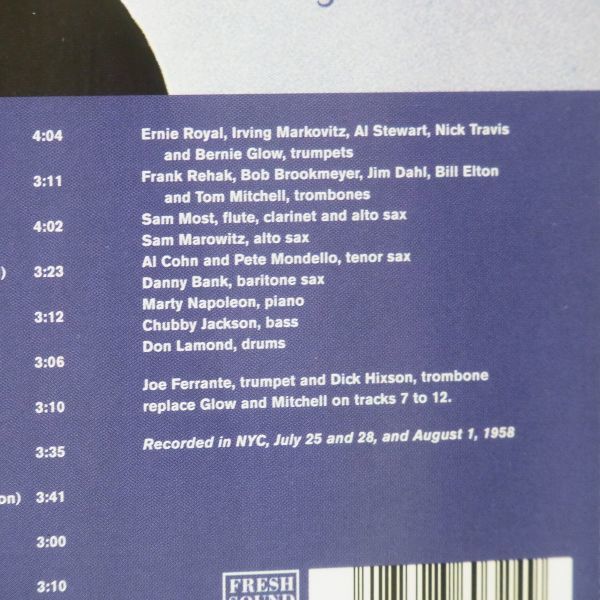 4:04
3:11
4:02
) 3:23
3:12
3:06
3:10
3:35
on) 3:41
3:00
3:10
Ernie Royal, Irving Markovitz, Al Stewart, Nick Travis
and Bernie Glow, trumpets
Frank Rehak, Bob Brookmeyer, Jim Dahl, Bill Elton
and Tom Mitchell, trombones
Sam Most, flute, clarinet and alto sax
Sam Marowitz, alto sax
Al Cohn and Pete Mondello, tenor sax
Danny Bank, baritone sax
Marty Napoleon, piano
Chubby Jackson, bass
Don Lamond, drums
Joe Ferrante, trumpet and Dick Hixson, trombone
replace Glow and Mitchell on tracks 7 to 12.
Recorded in NYC, July 25 and 28, and August 1, 1958
FRESH
SOUND